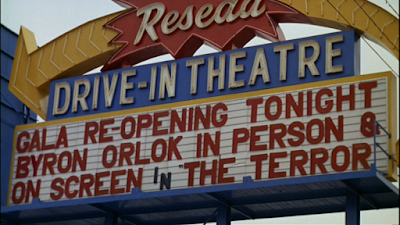 Reseda
DRIVE-IN THEATRE
GALA RE-OPENING TONIGHT
BYRON ORLOK IN PERSON &
ON SCREEN IN "THE TERROR